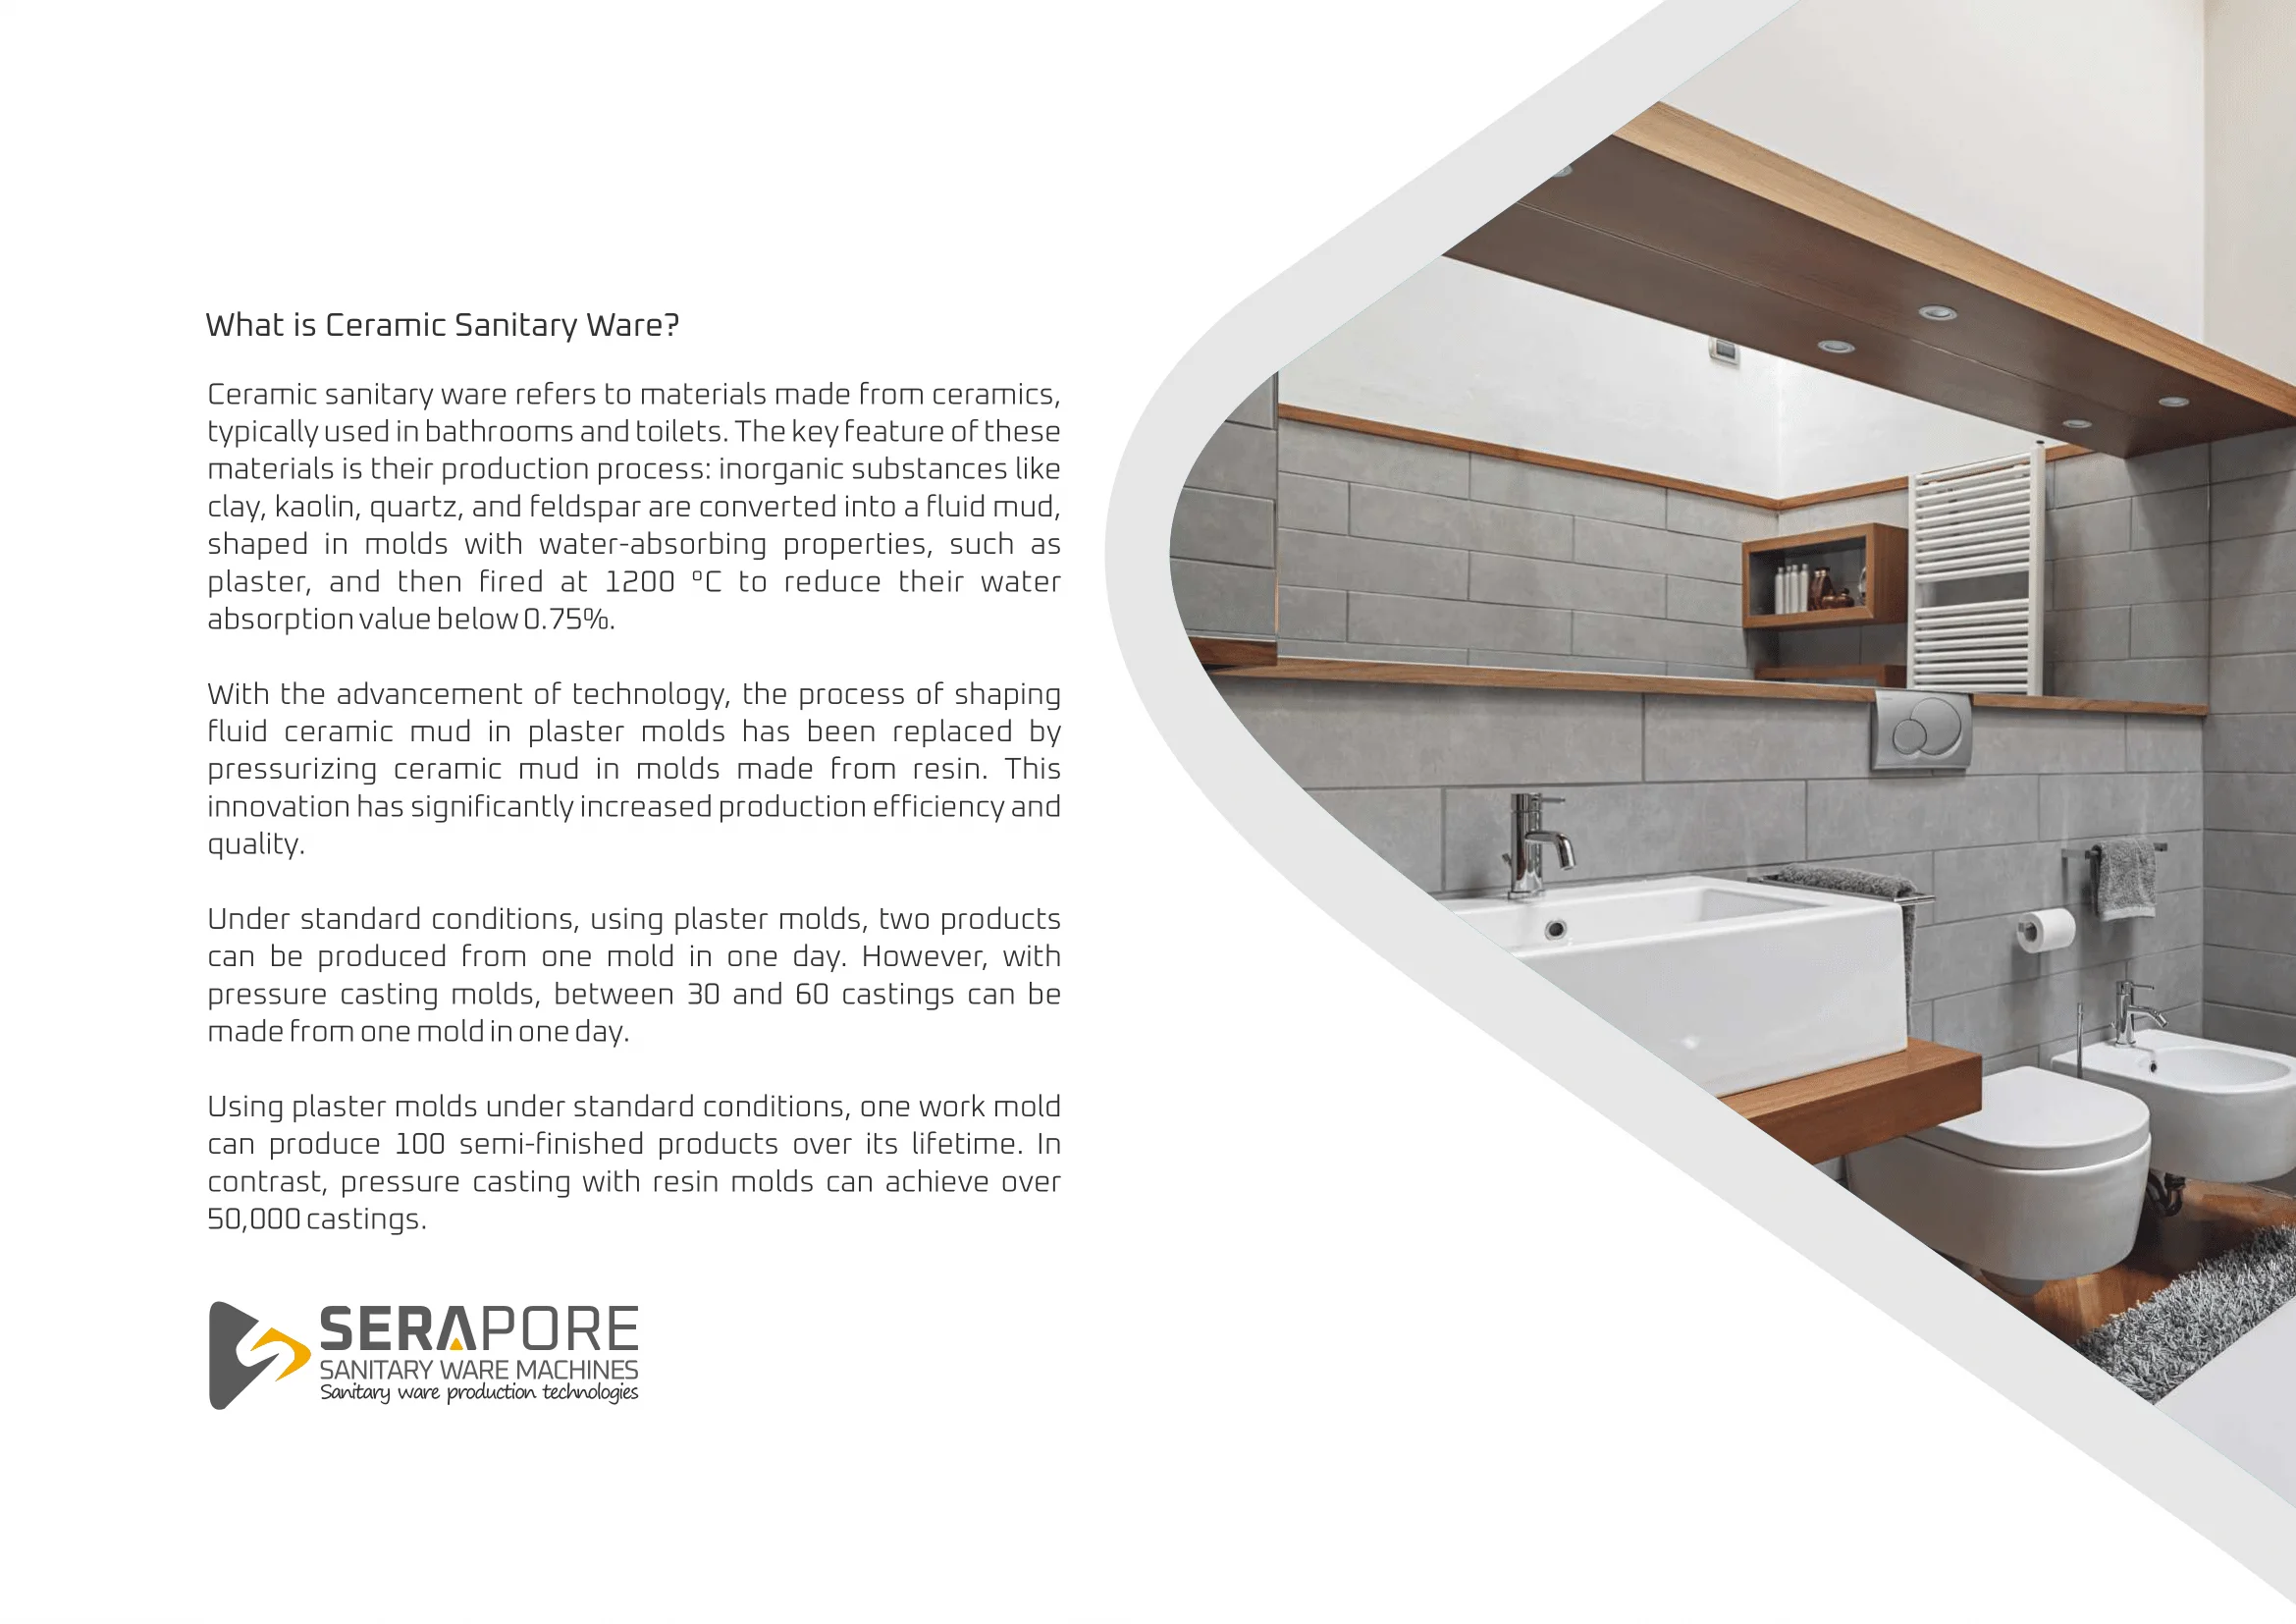 What is Ceramic Sanitary Ware?
Ceramic sanitary ware refers to materials made from ceramics,
typically used in bathrooms and toilets. The key feature of these
materials is their production process: inorganic substances like
clay, kaolin, quartz, and feldspar are converted into a fluid mud,
shaped in molds with water-absorbing properties, such as
plaster, and then fired at 1200 ºC to reduce their water
absorption value below 0.75%.
With the advancement of technology, the process of shaping
fluid ceramic mud in plaster molds has been replaced by
pressurizing ceramic mud in molds made from resin. This
innovation has significantly increased production efficiency and
quality.
Under standard conditions, using plaster molds, two products
can be produced from one mold in one day. However, with
pressure casting molds, between 30 and 60 castings can be
made from one mold in one day.
Using plaster molds under standard conditions, one work mold
can produce 100 semi-finished products over its lifetime. In
contrast, pressure casting with resin molds can achieve over
50,000 castings.
SERAPORE
SANITARY WARE MACHINES
Sanitary ware production technologies